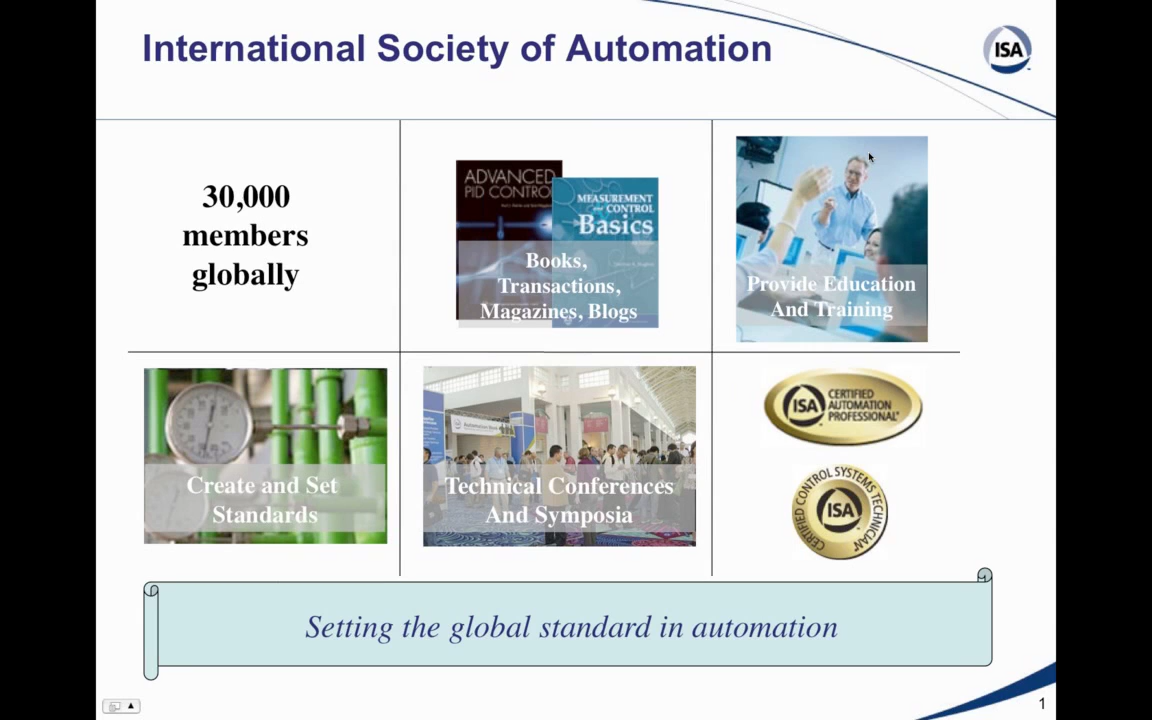 International Society of Automation
ISA
30,000
members
globally
ADVANCED
PID CONTROL
MEASUREMENT
and CONTROL
Basics
Books,
Transactions,
Magazines, Blogs
Provide Education
And Training
Create and Set
Standards
Technical Conferences
And Symposia
ISA
CERTIFIED
AUTOMATION
PROFESSIONAL®
CERTIFIED CONTROL SYSTEMS TECHNICIAN®
ISA
Setting the global standard in automation
1